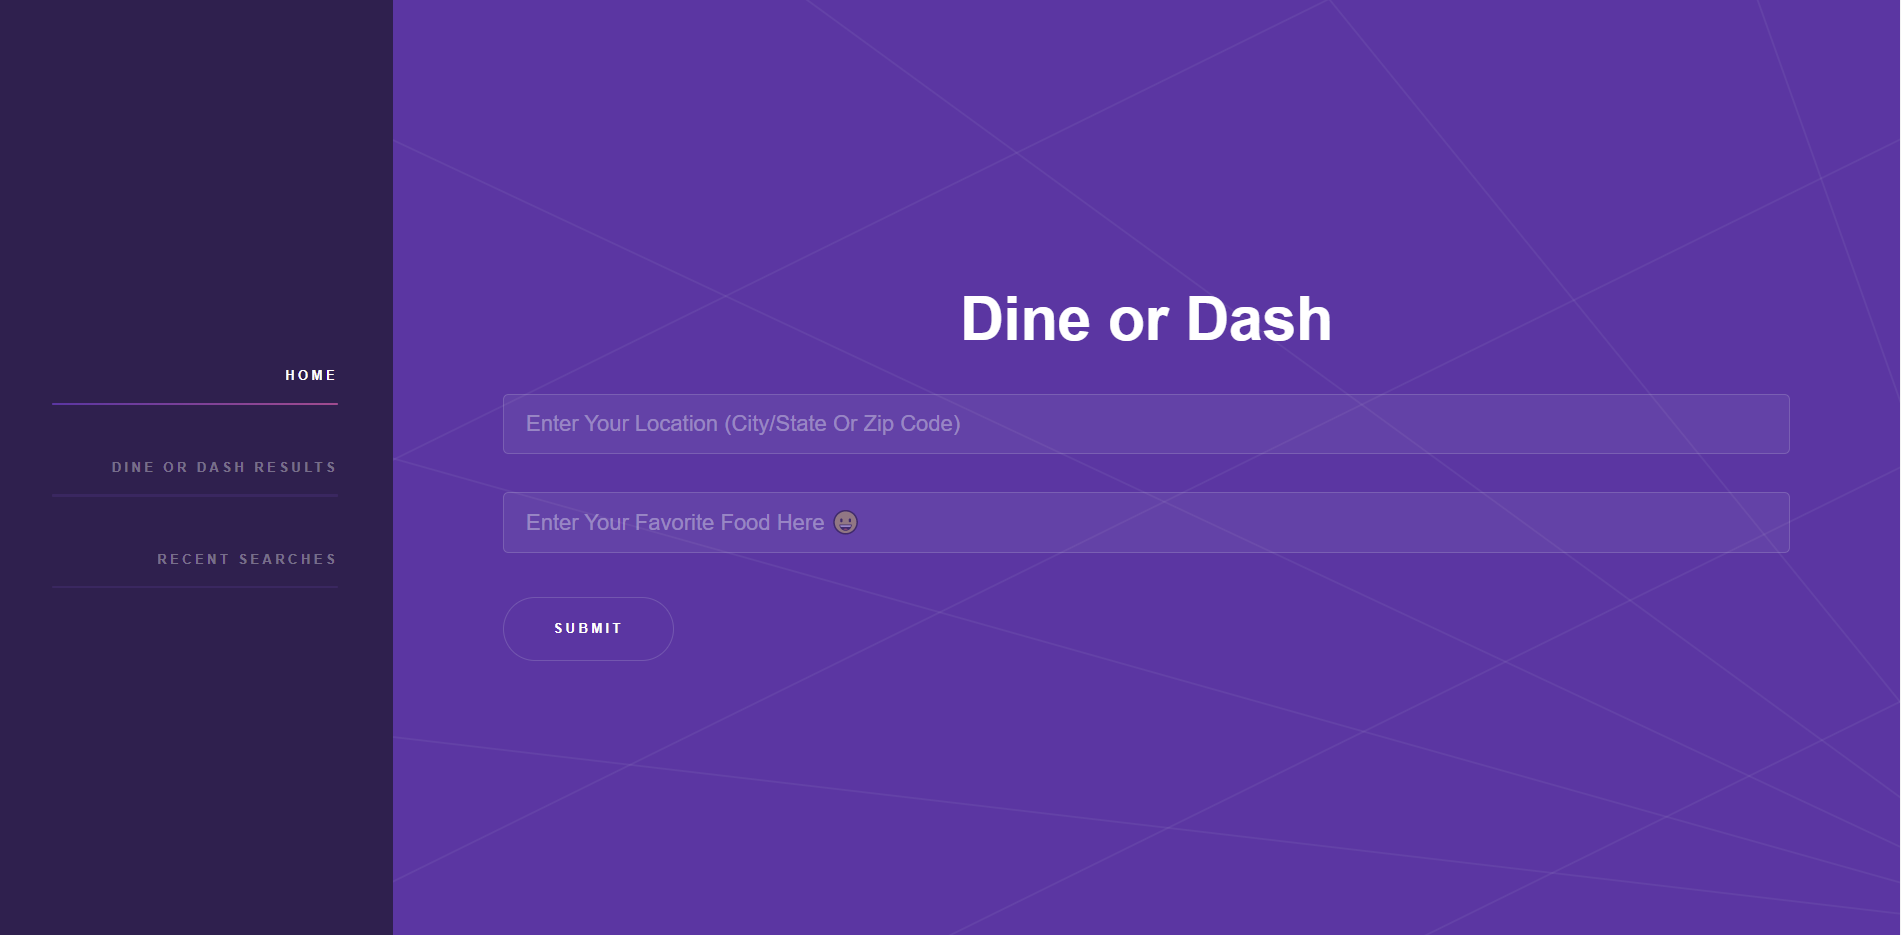 HOME
DINE OR DASH RESULTS
RECENT SEARCHES
Dine or Dash
Enter Your Location (City/State Or Zip Code)
Enter Your Favorite Food Here 😃
SUBMIT